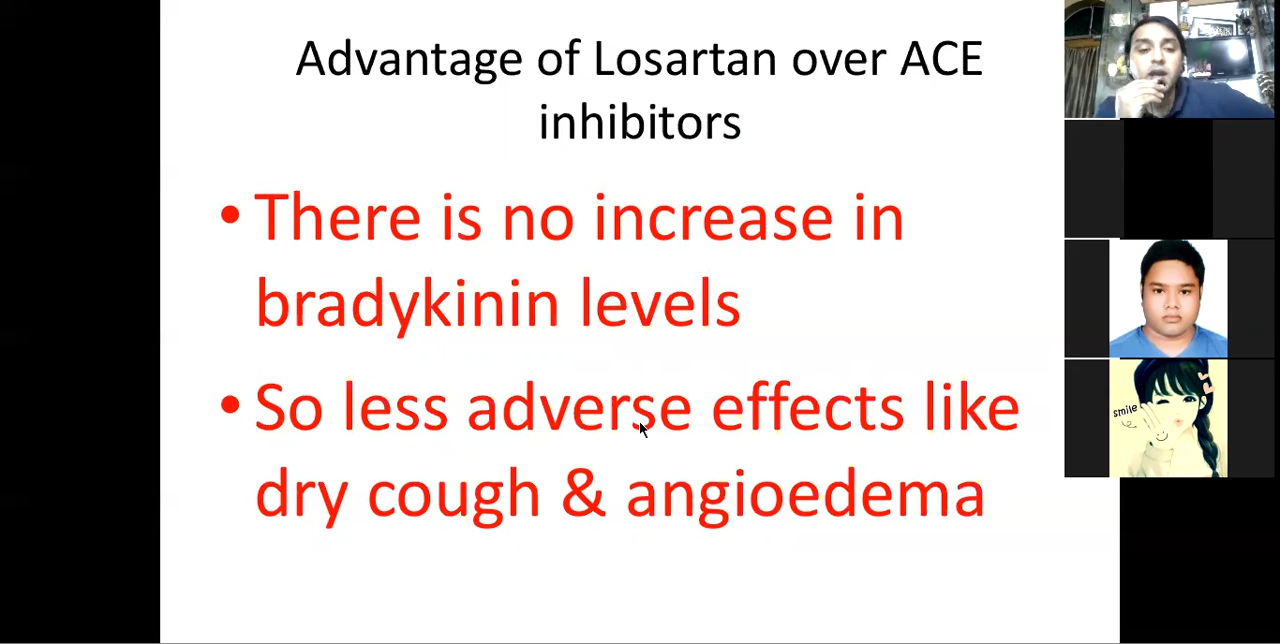 Advantage of Losartan over ACE
inhibitors
• There is no increase in
bradykinin levels
• So less adverse effects like
dry cough & angioedema
smile